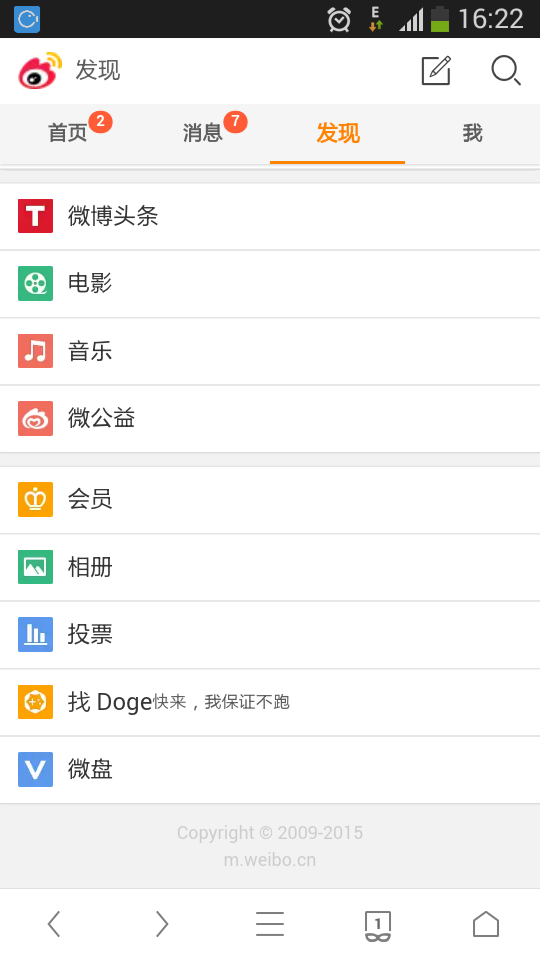 E 16:22
发现
首页 2 消息 7 发现 我
T 微博头条
电影
音乐
微公益
会员
相册
投票
找 Doge快来，我保证不跑
V 微盘
Copyright © 2009-2015
m.weibo.cn
1